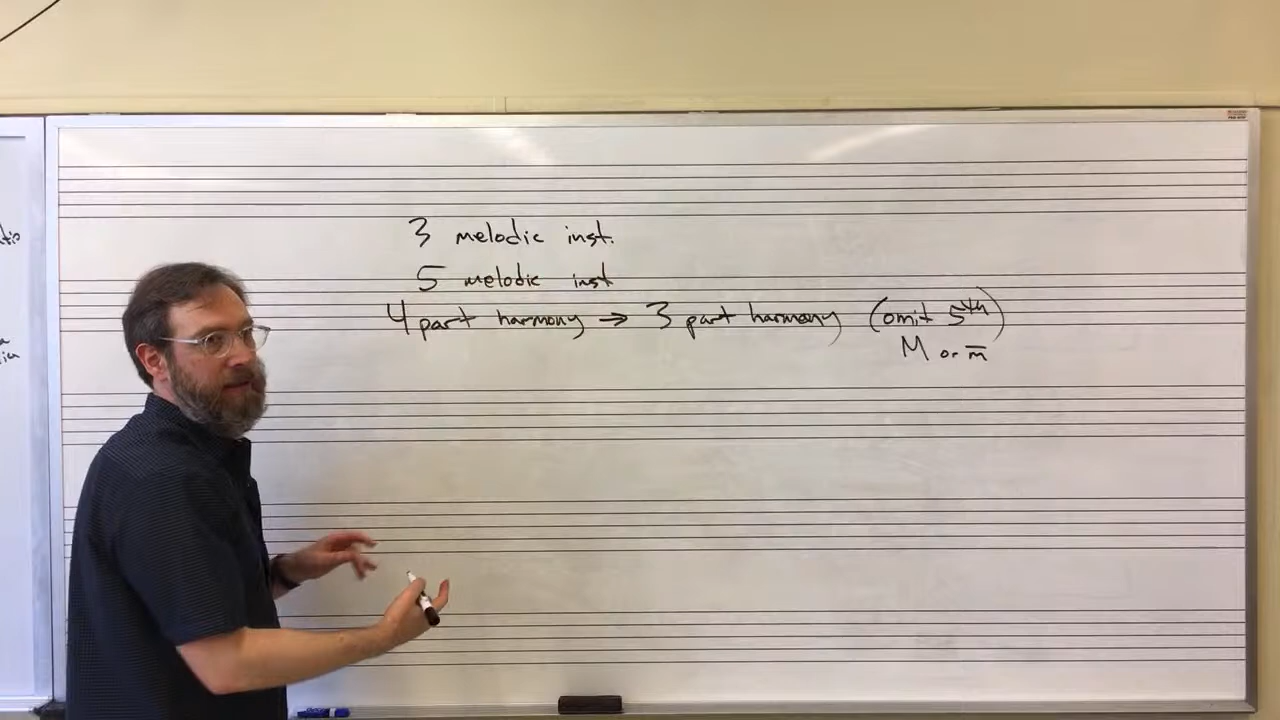 3 melodic inst.
5 melodic inst
4 part harmony → 3 part harmony (omit 5th)
M or m̅